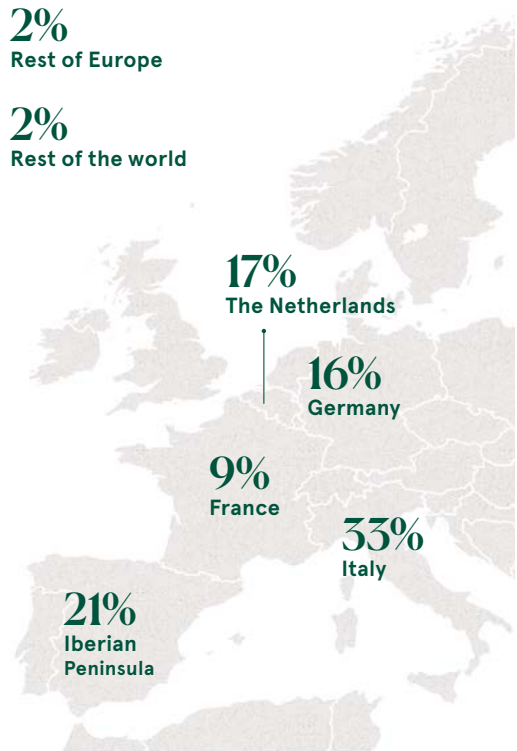 2%
Rest of Europe
2%
Rest of the world
17%
The Netherlands
16%
Germany
9%
France
33%
Italy
21%
Iberian
Peninsula